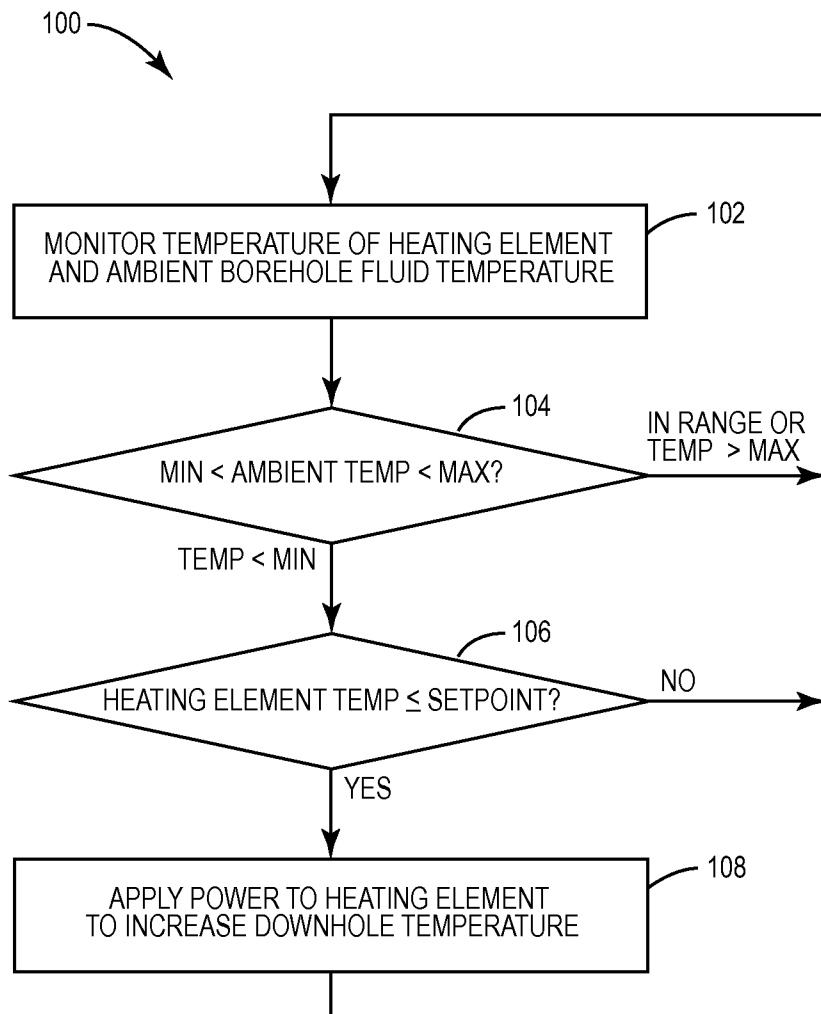 100
102
MONITOR TEMPERATURE OF HEATING ELEMENT
AND AMBIENT BOREHOLE FLUID TEMPERATURE
104
IN RANGE OR
TEMP > MAX
MIN < AMBIENT TEMP < MAX?
TEMP < MIN
106
HEATING ELEMENT TEMP ≤ SETPOINT?
NO
YES
108
APPLY POWER TO HEATING ELEMENT
TO INCREASE DOWNHOLE TEMPERATURE